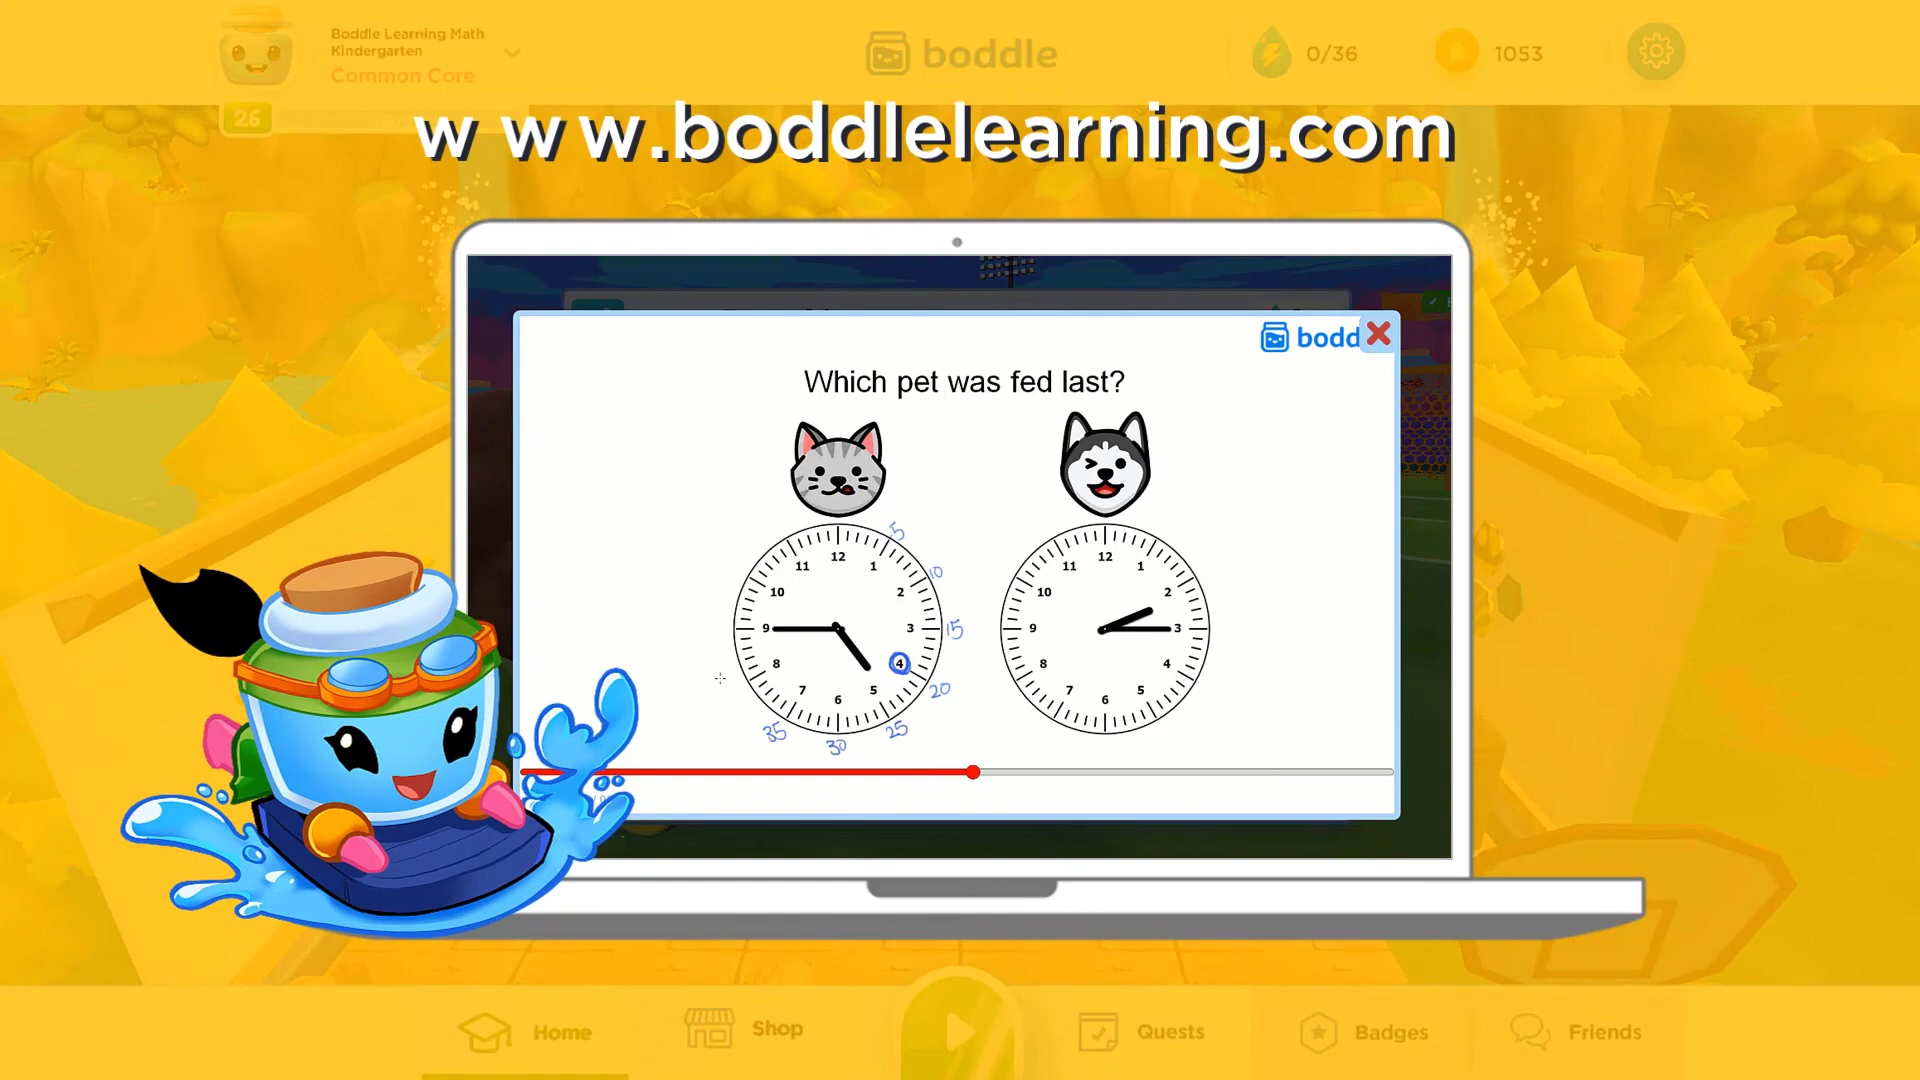 Boddle Learning Math
Kindergarten
Common Core
boddle
0/36
1053
26
www.boddlelearning.com
bodd
Which pet was fed last?
12
11 1
10 2
9 3
8 4
7 5
6
5
10
15
20
25
30
35
12
11 1
10 2
9 3
8 4
7 5
6
Home
Shop
Quests
Badges
Friends